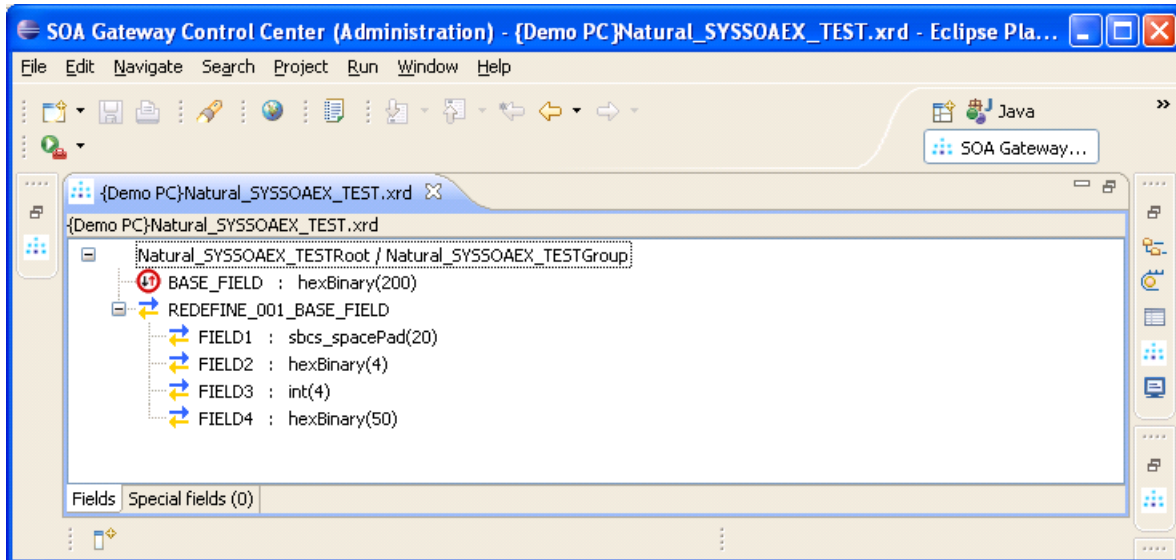 SOA Gateway Control Center (Administration) - {Demo PC}Natural_SYSSOAEX_TEST.xrd - Eclipse Pla...
File Edit Navigate Search Project Run Window Help
Java
»
SOA Gateway...
{Demo PC}Natural_SYSSOAEX_TEST.xrd
{Demo PC}Natural_SYSSOAEX_TEST.xrd
Natural_SYSSOAEX_TESTRoot / Natural_SYSSOAEX_TESTGroup
BASE_FIELD : hexBinary(200)
REDEFINE_001_BASE_FIELD
FIELD1 : sbcs_spacePad(20)
FIELD2 : hexBinary(4)
FIELD3 : int(4)
FIELD4 : hexBinary(50)
Fields Special fields (0)